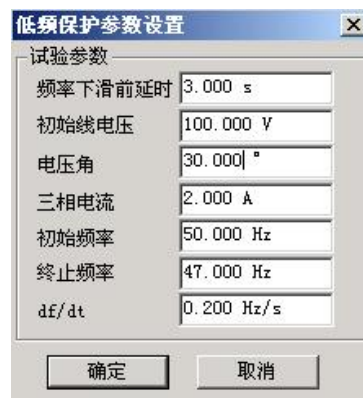 低频保护参数设置
试验参数
频率下滑前延时 3.000 s
初始线电压 100.000 V
电压角 30.000 °
三相电流 2.000 A
初始频率 50.000 Hz
终止频率 47.000 Hz
df/dt 0.200 Hz/s
确定 取消